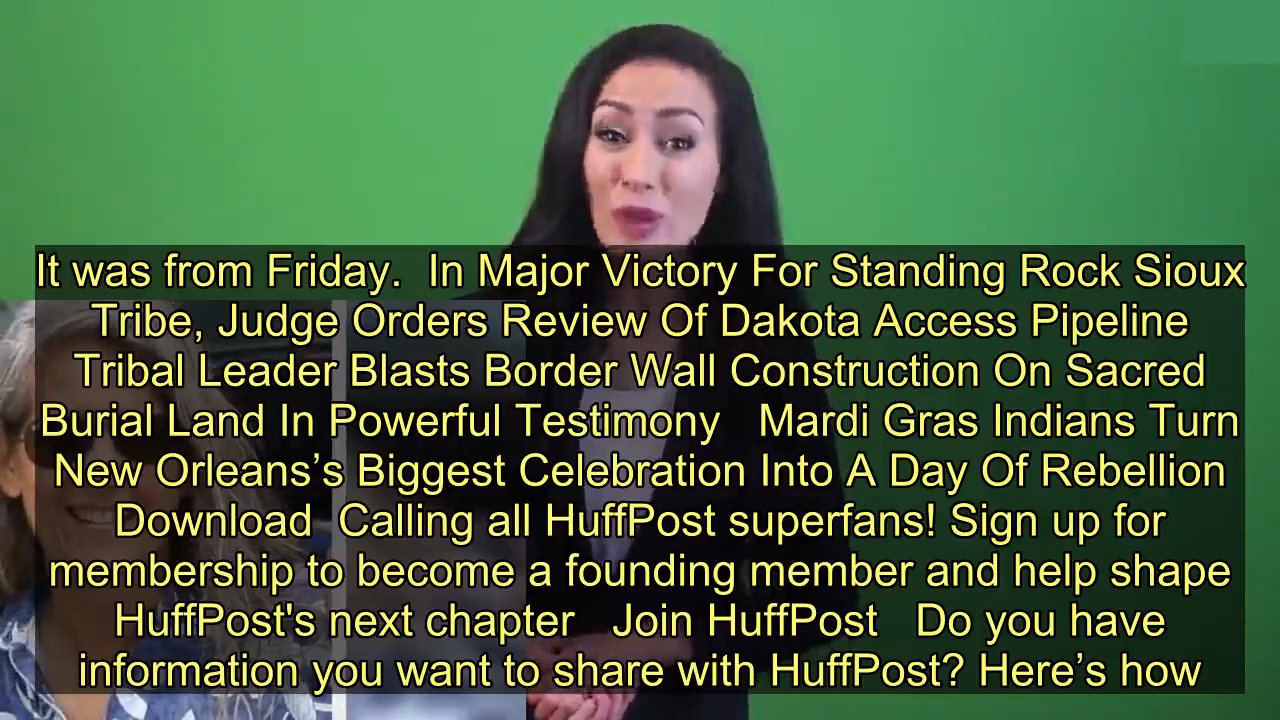 It was from Friday.  In Major Victory For Standing Rock Sioux
Tribe, Judge Orders Review Of Dakota Access Pipeline
Tribal Leader Blasts Border Wall Construction On Sacred
Burial Land In Powerful Testimony   Mardi Gras Indians Turn
New Orleans’s Biggest Celebration Into A Day Of Rebellion
Download  Calling all HuffPost superfans! Sign up for
membership to become a founding member and help shape
HuffPost's next chapter   Join HuffPost   Do you have
information you want to share with HuffPost? Here’s how